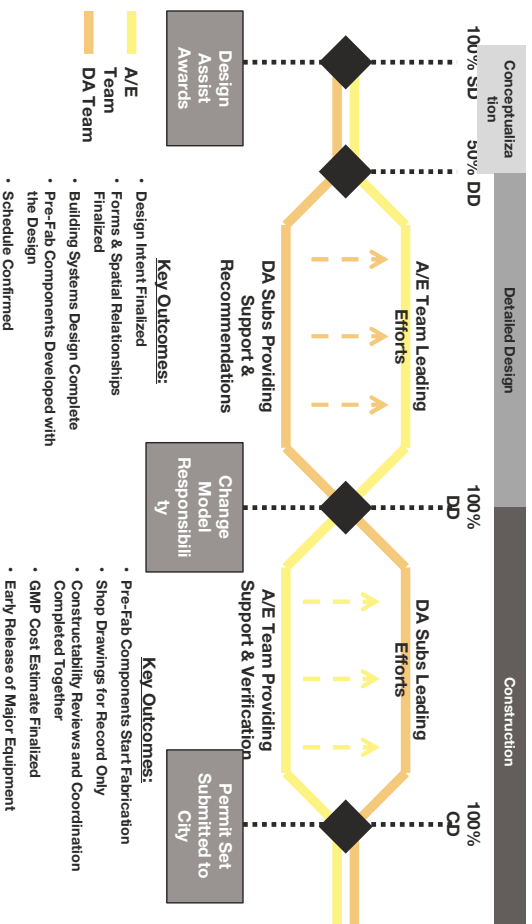 Conceptualiza
tion
Detailed Design
Construction
100% SD
50% DD
100%
DD
100%
CD
A/E Team Leading
Efforts
DA Subs Providing
Support &
Recommendations
DA Subs Leading
Efforts
A/E Team Providing
Support & Verification
Design
Assist
Awards
Change
Model
Responsibili
ty
Permit Set
Submitted to
City
A/E
Team
DA Team
Key Outcomes:
• Design Intent Finalized
• Forms & Spatial Relationships
Finalized
• Building Systems Design Complete
• Pre-Fab Components Developed with
the Design
• Schedule Confirmed
Key Outcomes:
• Pre-Fab Components Start Fabrication
• Shop Drawings for Record Only
• Constructability Reviews and Coordination
Completed Together
• GMP Cost Estimate Finalized
• Early Release of Major Equipment